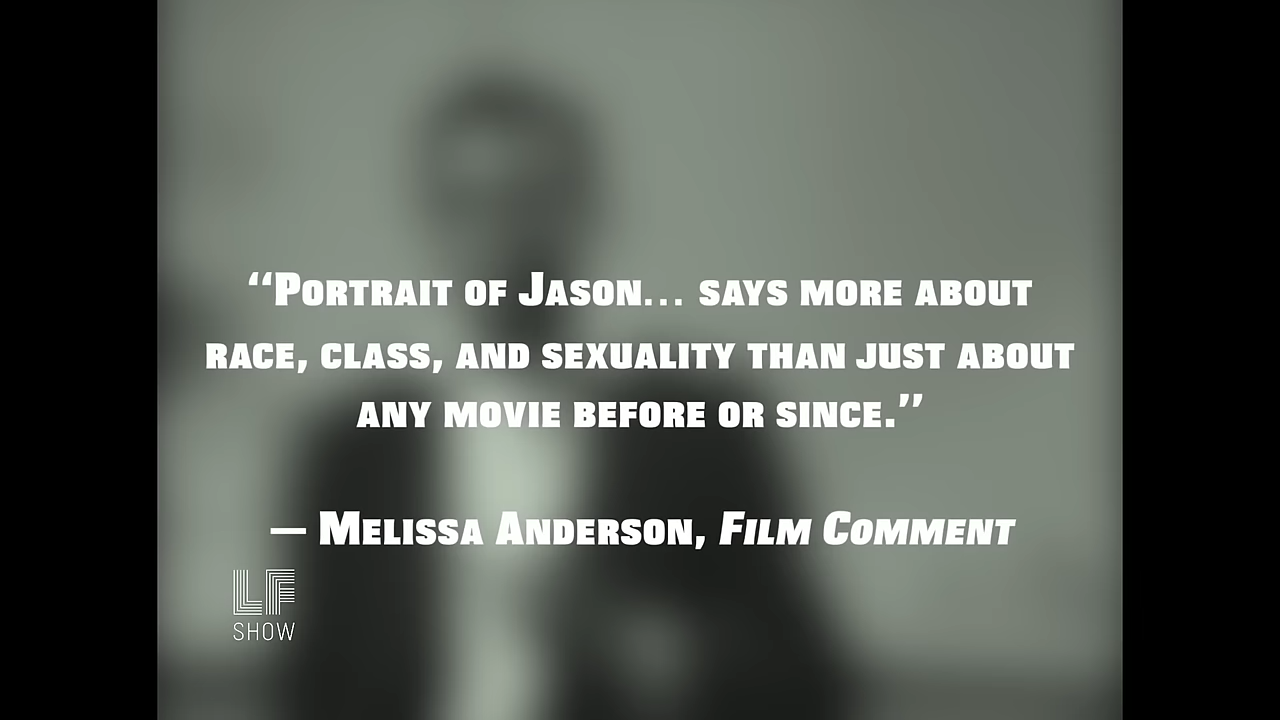 “Portrait of Jason... says more about
race, class, and sexuality than just about
any movie before or since.”
— Melissa Anderson, Film Comment
LF
SHOW